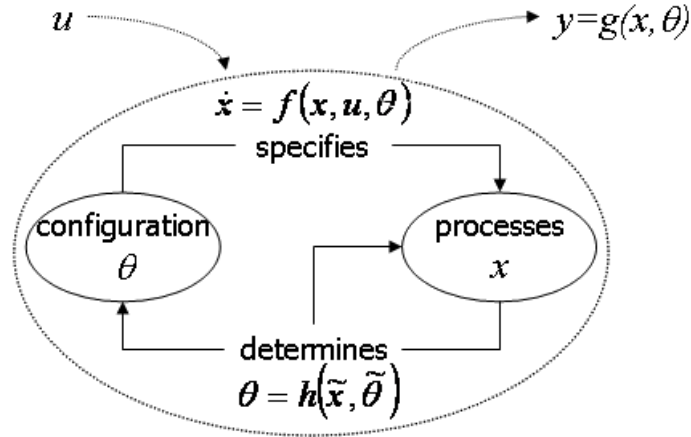 u
y=g(x,θ)
ẋ = f(x, u, θ)
specifies
configuration
θ
processes
x
determines
θ = h(x̃, θ̃)